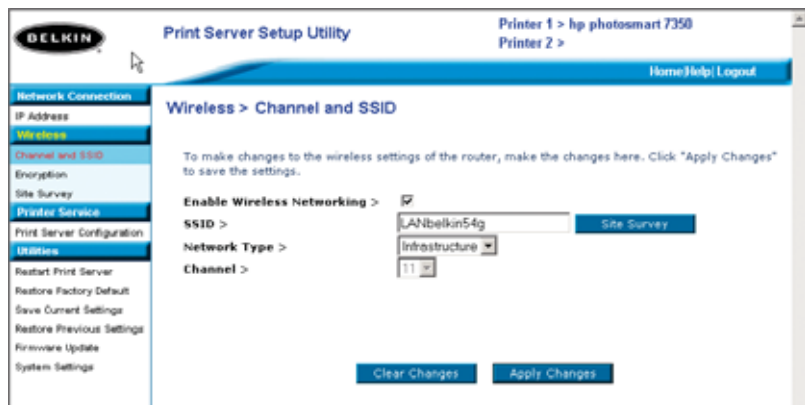 BELKIN
Print Server Setup Utility
Printer 1 > hp photosmart 7350
Printer 2 >
Home|Help|Logout
Network Connection
IP Address
Wireless
Channel and SSID
Encryption
Site Survey
Printer Service
Print Server Configuration
Utilities
Restart Print Server
Restore Factory Default
Save Current Settings
Restore Previous Settings
Firmware Update
System Settings
Wireless > Channel and SSID
To make changes to the wireless settings of the router, make the changes here. Click "Apply Changes"
to save the settings.
Enable Wireless Networking >
SSID > LANbelkin54g Site Survey
Network Type > Infrastructure
Channel > 11
Clear Changes Apply Changes